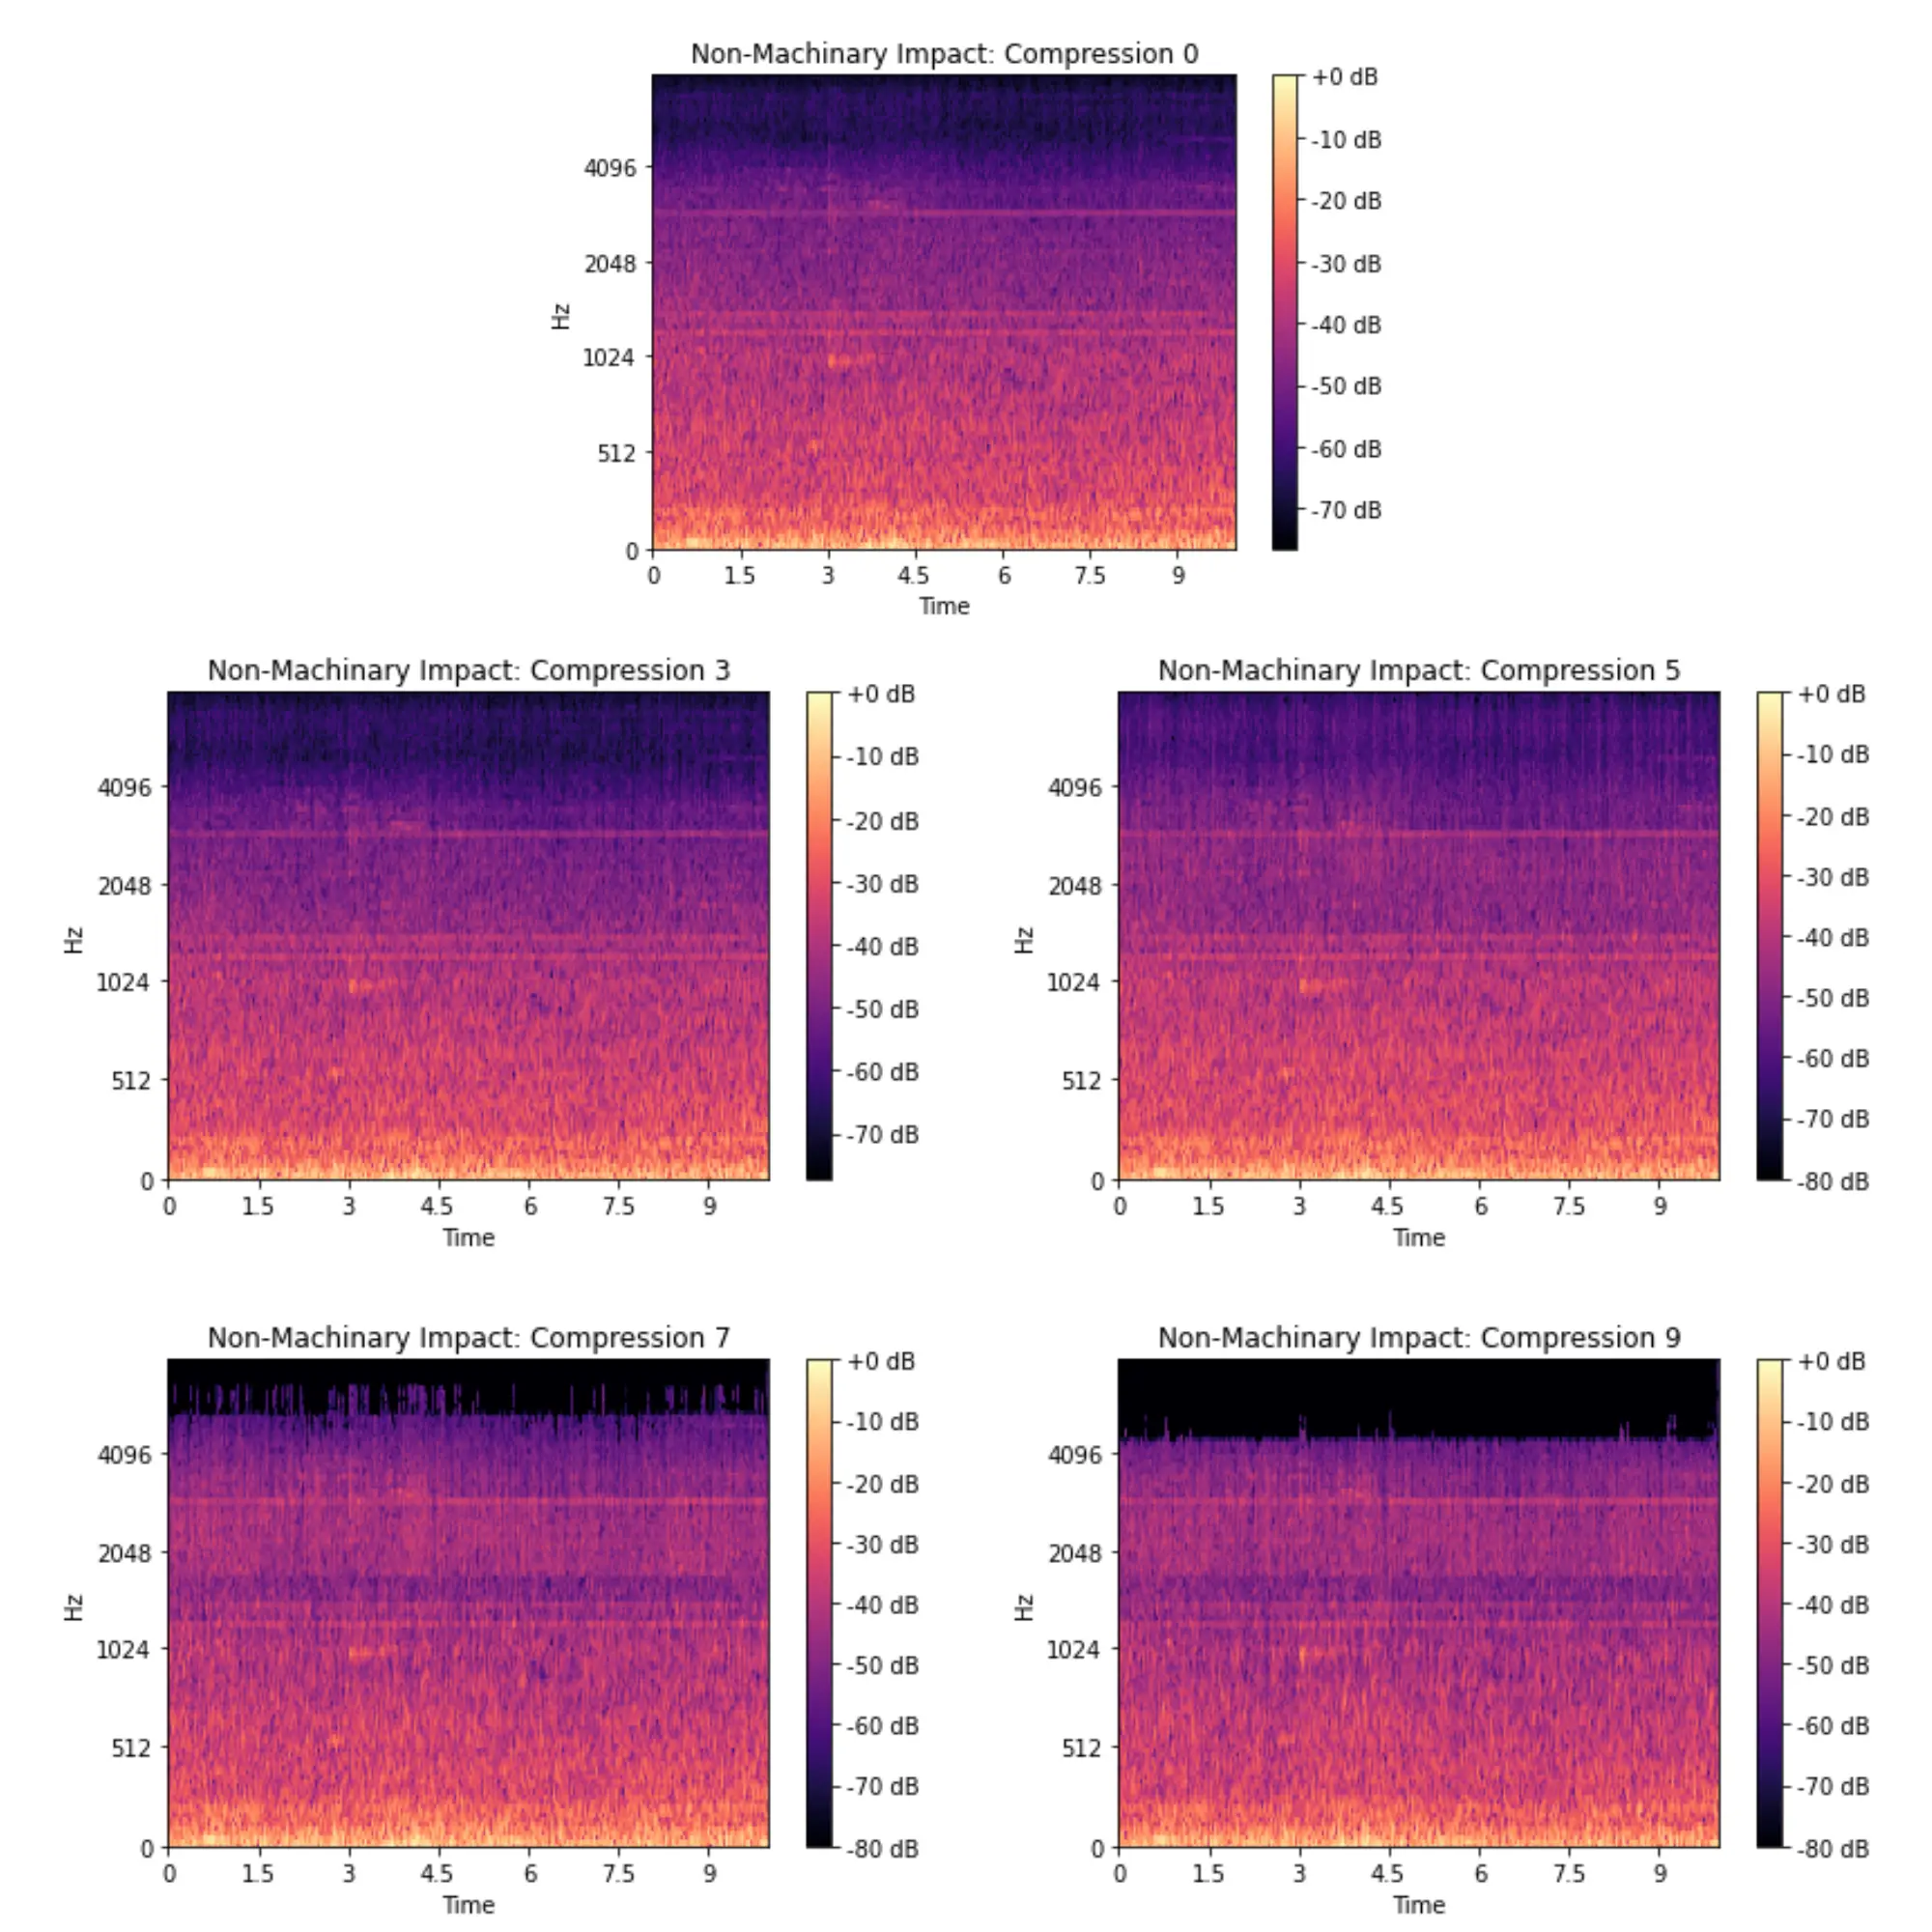 Non-Machinary Impact: Compression 0
+0 dB
-10 dB
-20 dB
-30 dB
-40 dB
-50 dB
-60 dB
-70 dB
4096
2048
1024
512
0
Hz
0 1.5 3 4.5 6 7.5 9
Time
Non-Machinary Impact: Compression 3
+0 dB
-10 dB
-20 dB
-30 dB
-40 dB
-50 dB
-60 dB
-70 dB
4096
2048
1024
512
0
Hz
0 1.5 3 4.5 6 7.5 9
Time
Non-Machinary Impact: Compression 5
+0 dB
-10 dB
-20 dB
-30 dB
-40 dB
-50 dB
-60 dB
-70 dB
-80 dB
4096
2048
1024
512
0
Hz
0 1.5 3 4.5 6 7.5 9
Time
Non-Machinary Impact: Compression 7
+0 dB
-10 dB
-20 dB
-30 dB
-40 dB
-50 dB
-60 dB
-70 dB
-80 dB
4096
2048
1024
512
0
Hz
0 1.5 3 4.5 6 7.5 9
Time
Non-Machinary Impact: Compression 9
+0 dB
-10 dB
-20 dB
-30 dB
-40 dB
-50 dB
-60 dB
-70 dB
-80 dB
4096
2048
1024
512
0
Hz
0 1.5 3 4.5 6 7.5 9
Time